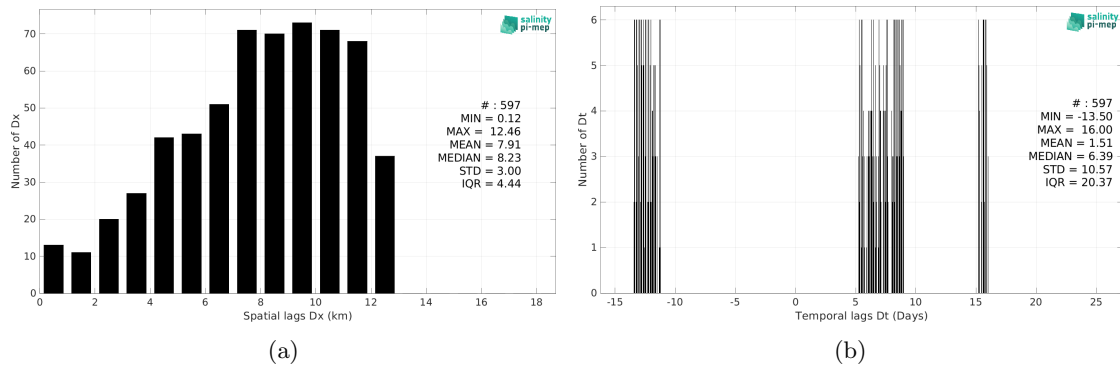 70
60
50
40
30
20
10
0
Number of Dx
salinity
pi-mep
# : 597
MIN = 0.12
MAX = 12.46
MEAN = 7.91
MEDIAN = 8.23
STD = 3.00
IQR = 4.44
0 2 4 6 8 10 12 14 16 18
Spatial lags Dx (km)
(a)
6
5
4
3
2
1
0
Number of Dt
salinity
pi-mep
# : 597
MIN = -13.50
MAX = 16.00
MEAN = 1.51
MEDIAN = 6.39
STD = 10.57
IQR = 20.37
-15 -10 -5 0 5 10 15 20 25
Temporal lags Dt (Days)
(b)